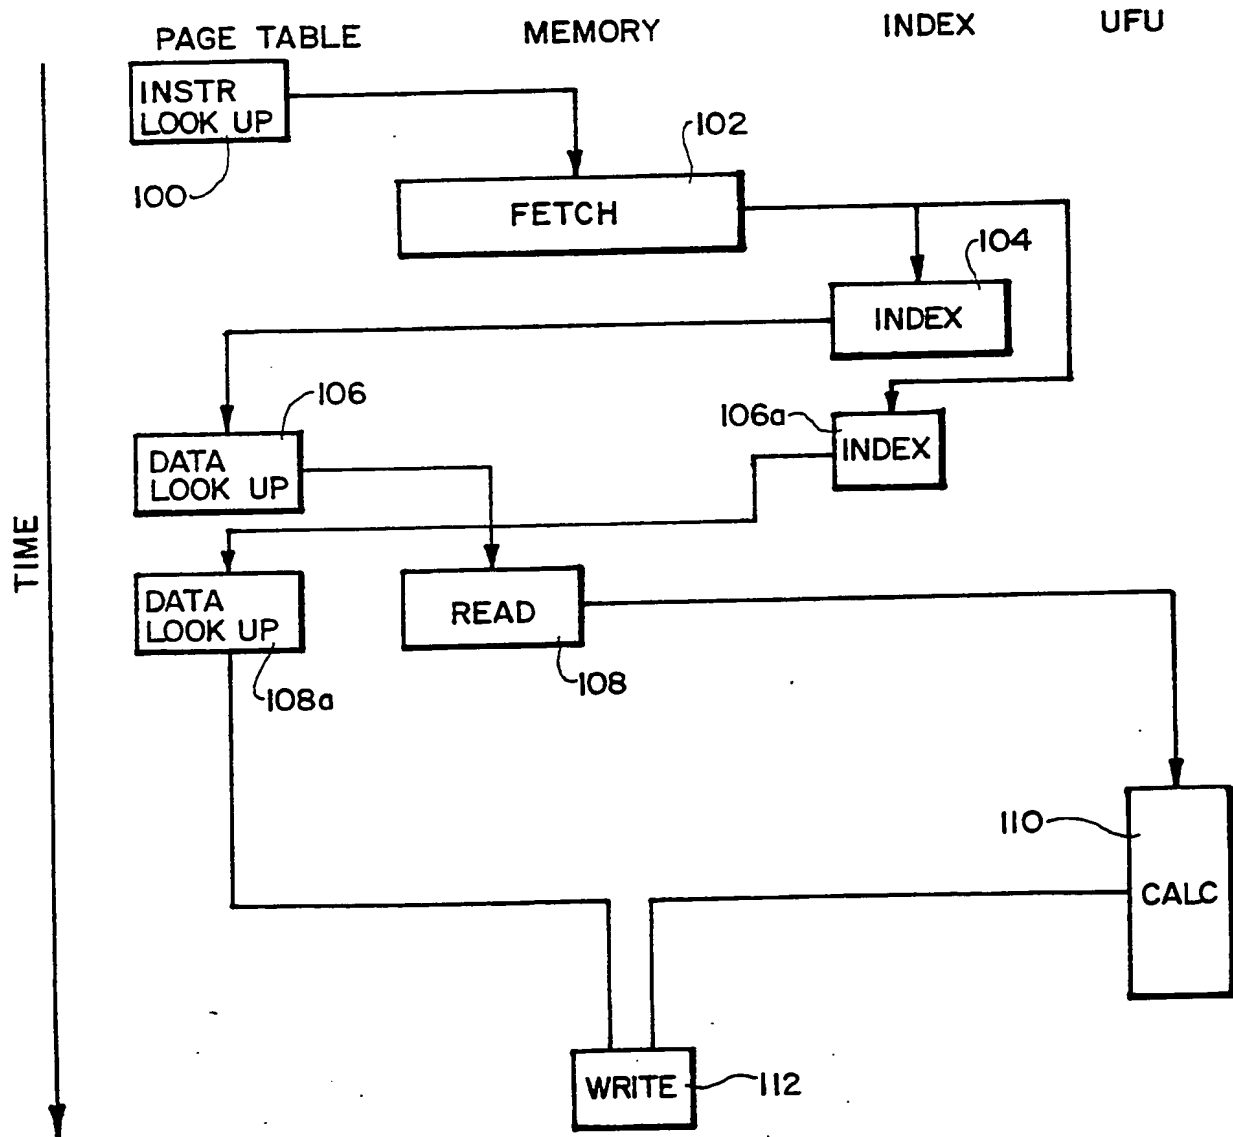 PAGE TABLE MEMORY INDEX UFU
INSTR
LOOK UP
100
102
FETCH
104
INDEX
106
106a
DATA
LOOK UP
INDEX
TIME
DATA
LOOK UP
READ
108a
108
110
CALC
WRITE
112